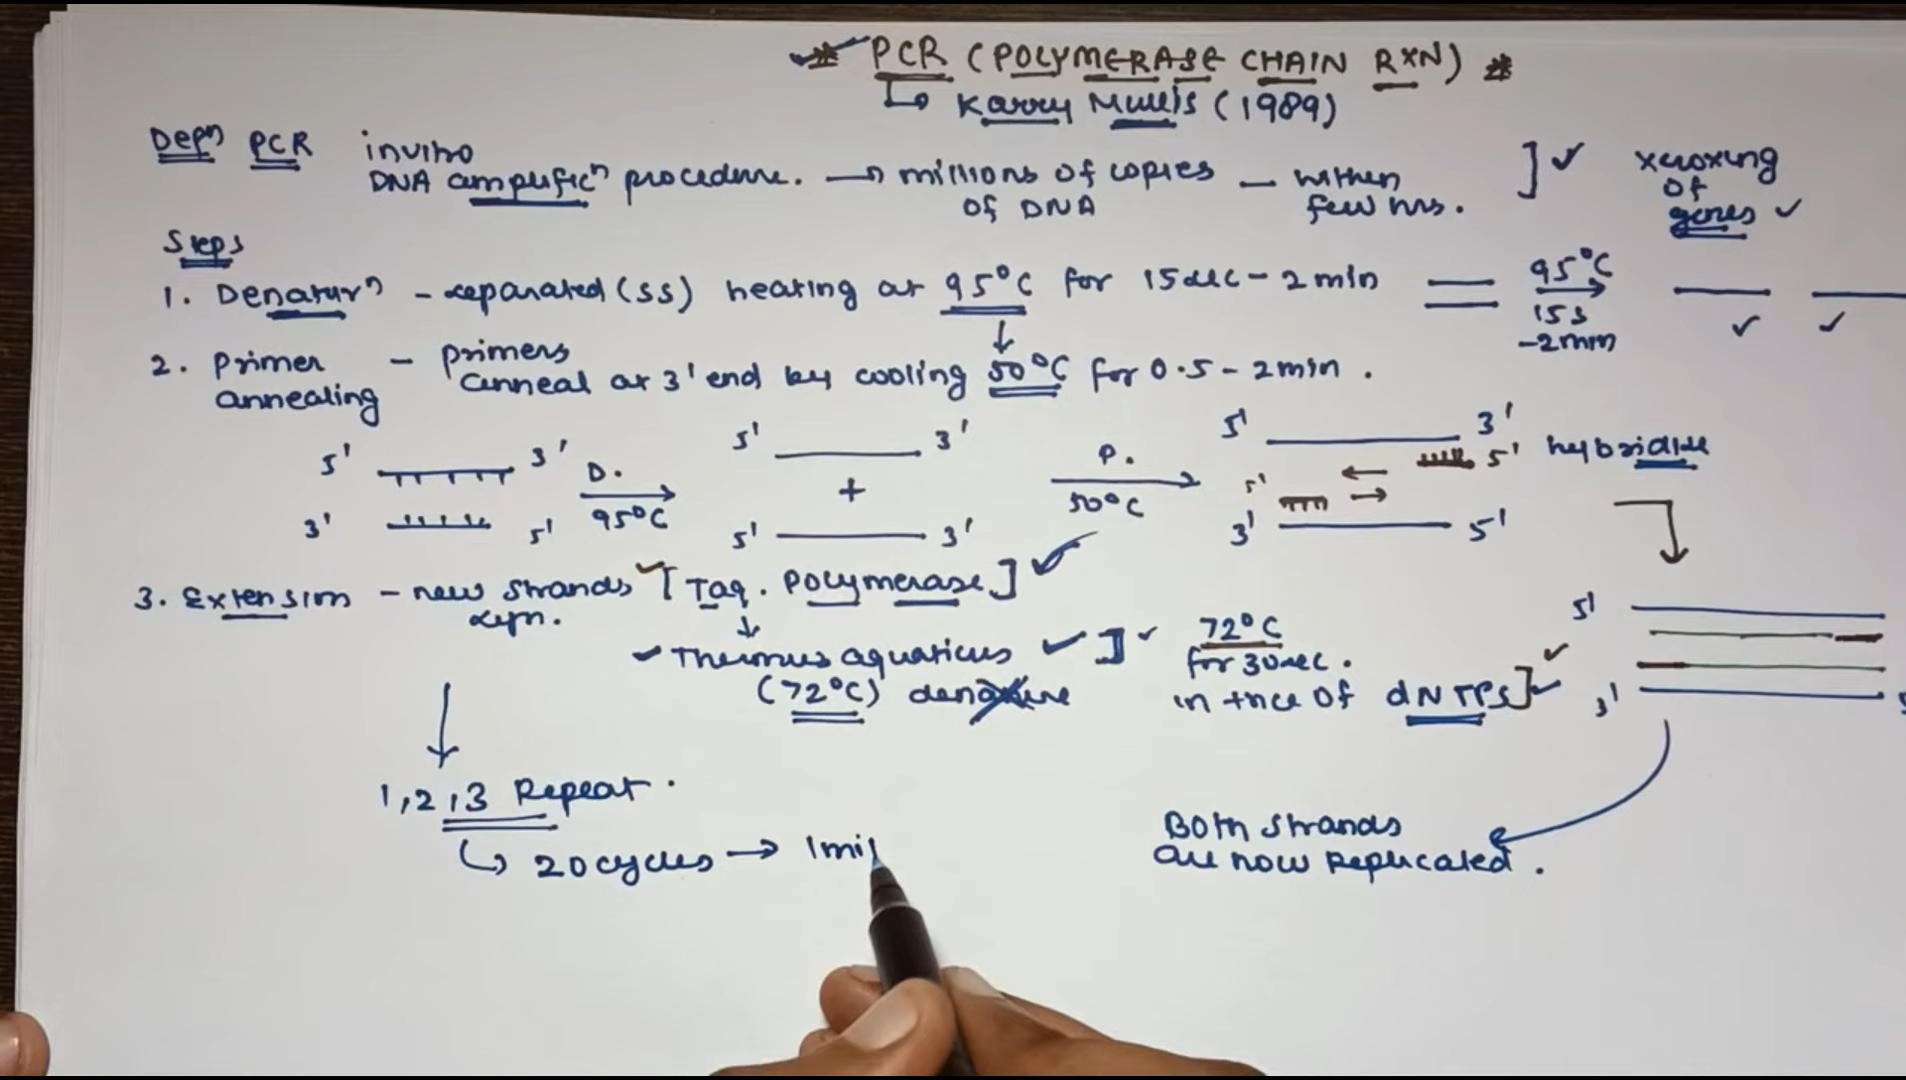 * PCR (POLYMERASE CHAIN RXN) *
↳ Karry Mullis (1989)
Defⁿ PCR invitro
DNA amplificⁿ procedure. → millions of copies of DNA – within few hrs. ] ✓ xeroxing of genes ✓
Steps
1. Denaturⁿ – separated (ss) heating at 95°C for 15sec – 2min 95°C 15s –2min
2. Primer annealing – primers anneal at 3' end by cooling 50°C for 0.5 – 2min.
5' 3' D. 95°C 5' 3' + P. 50°C 5' 3' 5' hybridize
3' 5' 5' 3' 5' 3' 5'
3. Extension – new strands syn. [Taq. Polymerase] ✓
Thermus aquaticus ✓ ] ✓ 72°C for 30sec.
(72°C) denature in +nce of dNTPs] ✓
5'
3' 5
1,2,3 Repeat.
↳ 20 cycles → 1mil
Both strands
are now Replicated.